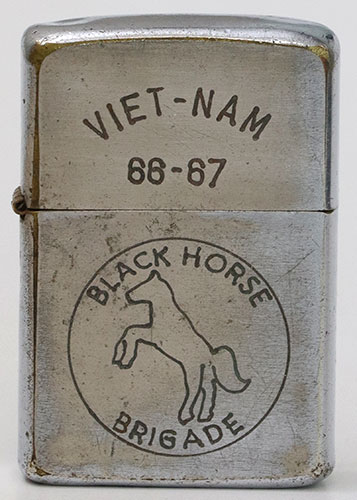 VIET-NAM
66-67
BLACK HORSE
BRIGADE